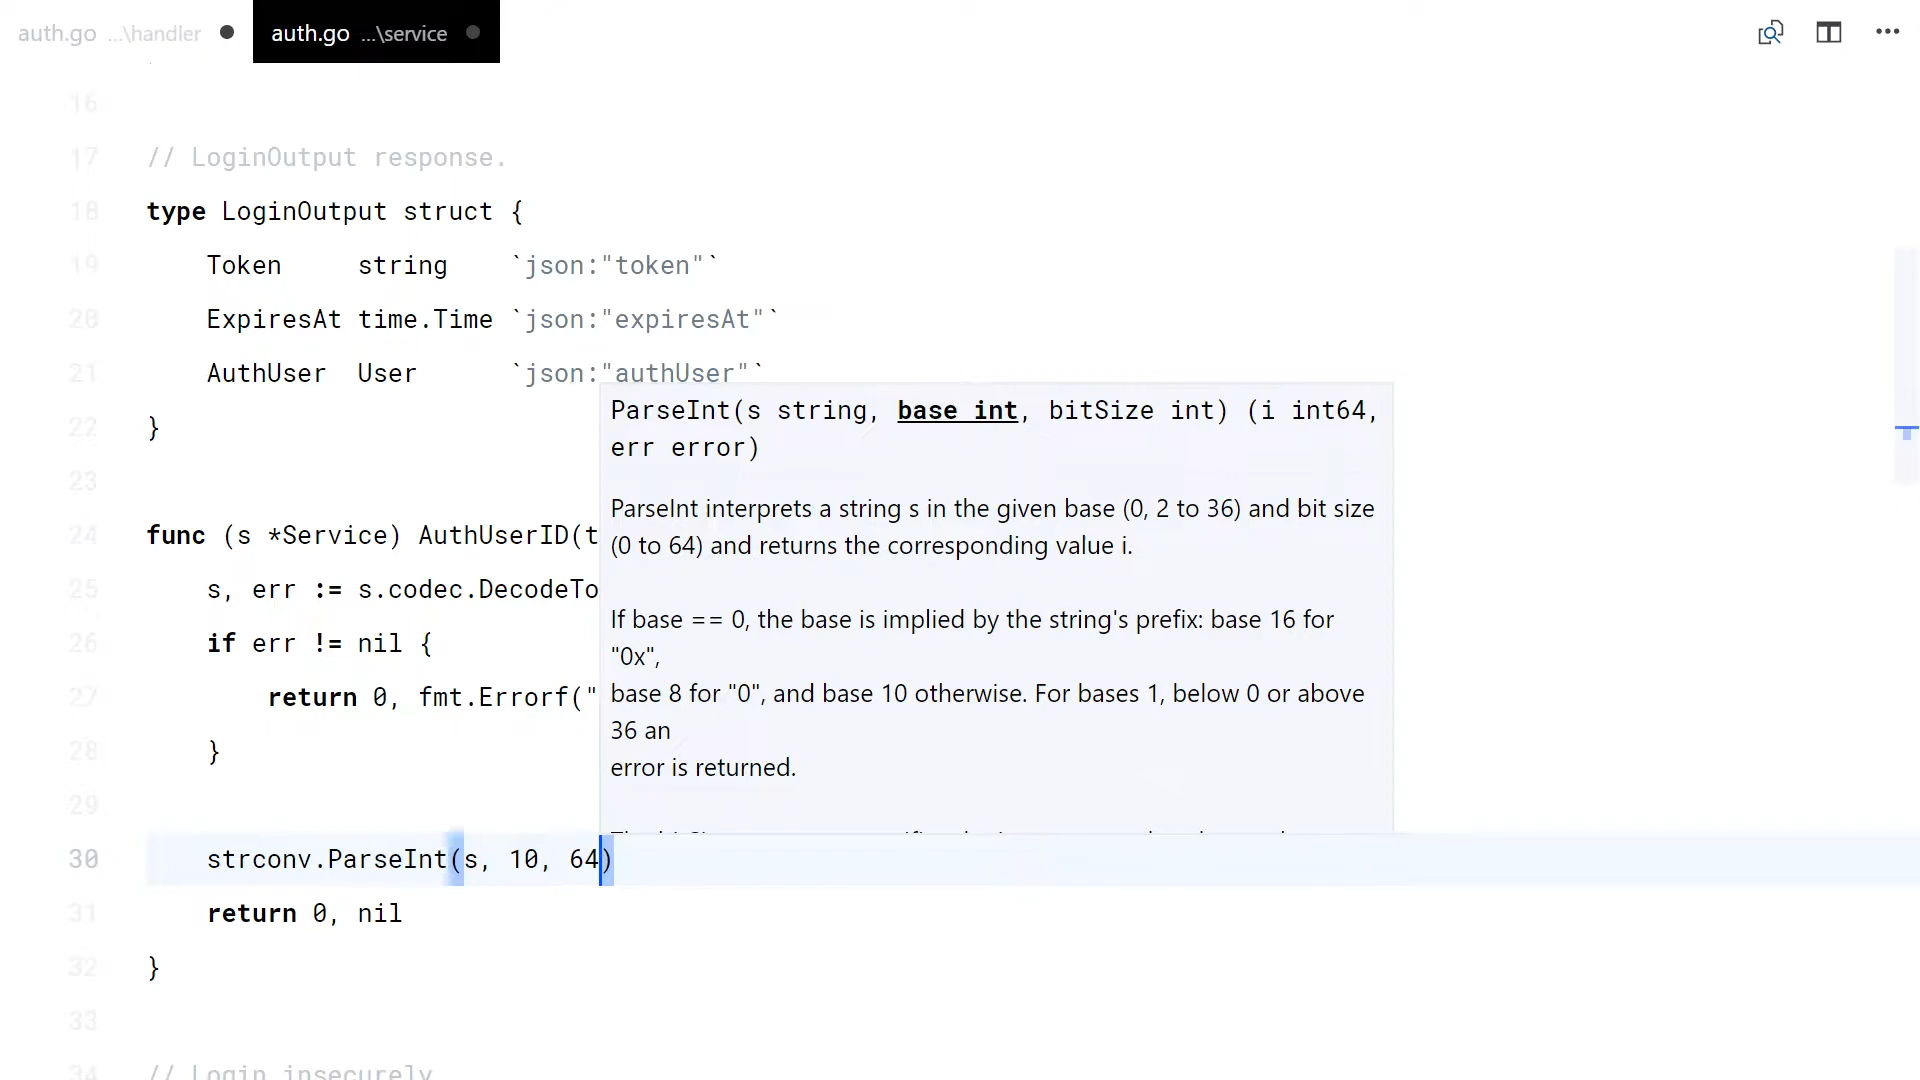 auth.go ...\handler
auth.go ...\service
16
17 // LoginOutput response.
18 type LoginOutput struct {
19 Token string `json:"token"`
20 ExpiresAt time.Time `json:"expiresAt"`
21 AuthUser User `json:"authUser"`
22 }
23
24 func (s *Service) AuthUserID(t
25 s, err := s.codec.DecodeTo
26 if err != nil {
27 return 0, fmt.Errorf("
28 }
29
30 strconv.ParseInt(s, 10, 64)
31 return 0, nil
32 }
33
34 // Login insecurely
ParseInt(s string, base int, bitSize int) (i int64,
err error)
ParseInt interprets a string s in the given base (0, 2 to 36) and bit size
(0 to 64) and returns the corresponding value i.
If base == 0, the base is implied by the string's prefix: base 16 for
"0x",
base 8 for "0", and base 10 otherwise. For bases 1, below 0 or above
36 an
error is returned.